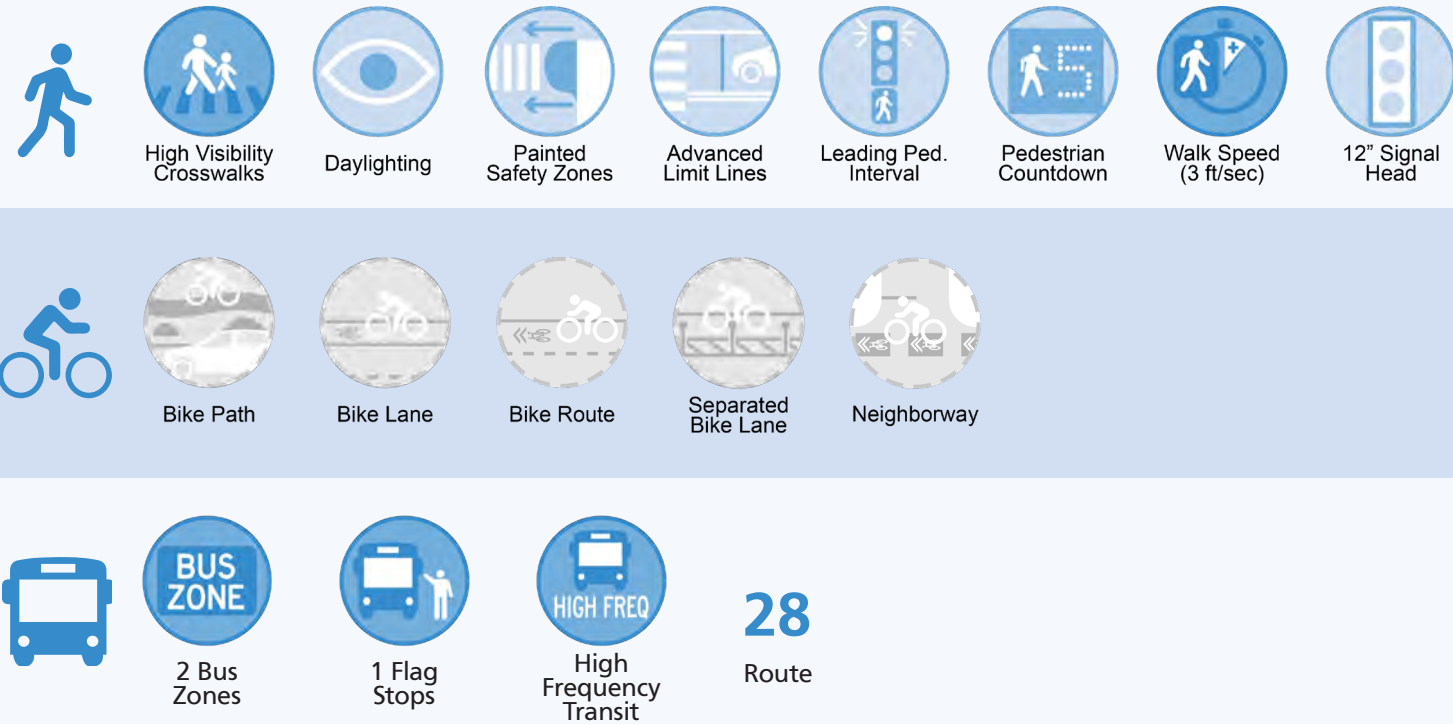 High Visibility
Crosswalks
Daylighting
Painted
Safety Zones
Advanced
Limit Lines
Leading Ped.
Interval
5
Pedestrian
Countdown
Walk Speed
(3 ft/sec)
12” Signal
Head
Bike Path
Bike Lane
Bike Route
Separated
Bike Lane
Neighborway
BUS
ZONE
2 Bus
Zones
1 Flag
Stops
HIGH FREQ
High
Frequency
Transit
28
Route